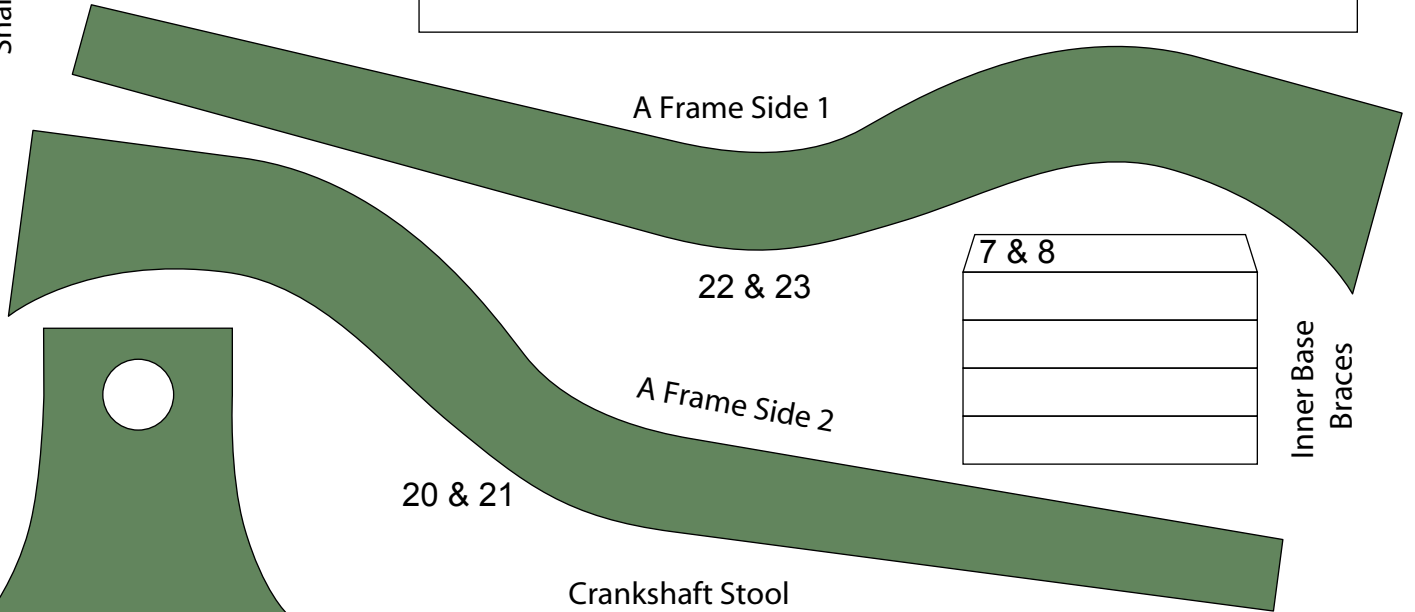 A Frame Side 1
22 & 23
7 & 8
Inner Base
Braces
A Frame Side 2
20 & 21
Crankshaft Stool